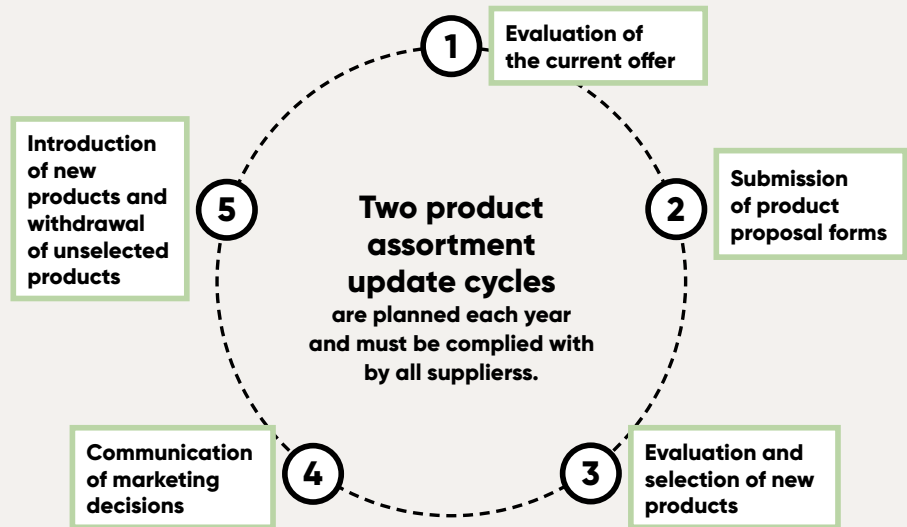 1
Evaluation of
the current offer
2
Submission
of product
proposal forms
3
Evaluation and
selection of new
products
4
Communication
of marketing
decisions
5
Introduction
of new
products and
withdrawal
of unselected
products
Two product
assortment
update cycles
are planned each year
and must be complied with
by all supplierss.